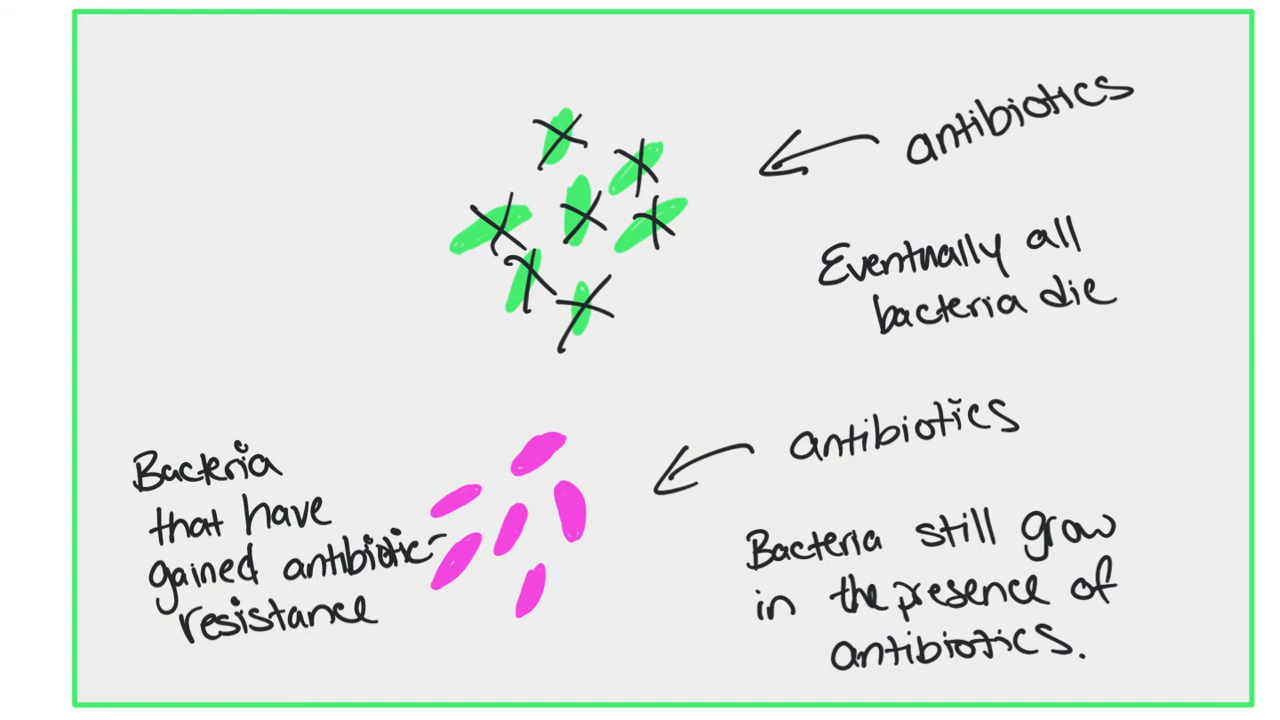 antibiotics
Eventually all
bacteria die
Bacteria
that have
gained antibiotic-
resistance
antibiotics
Bacteria still grow
in the presence of
antibiotics.